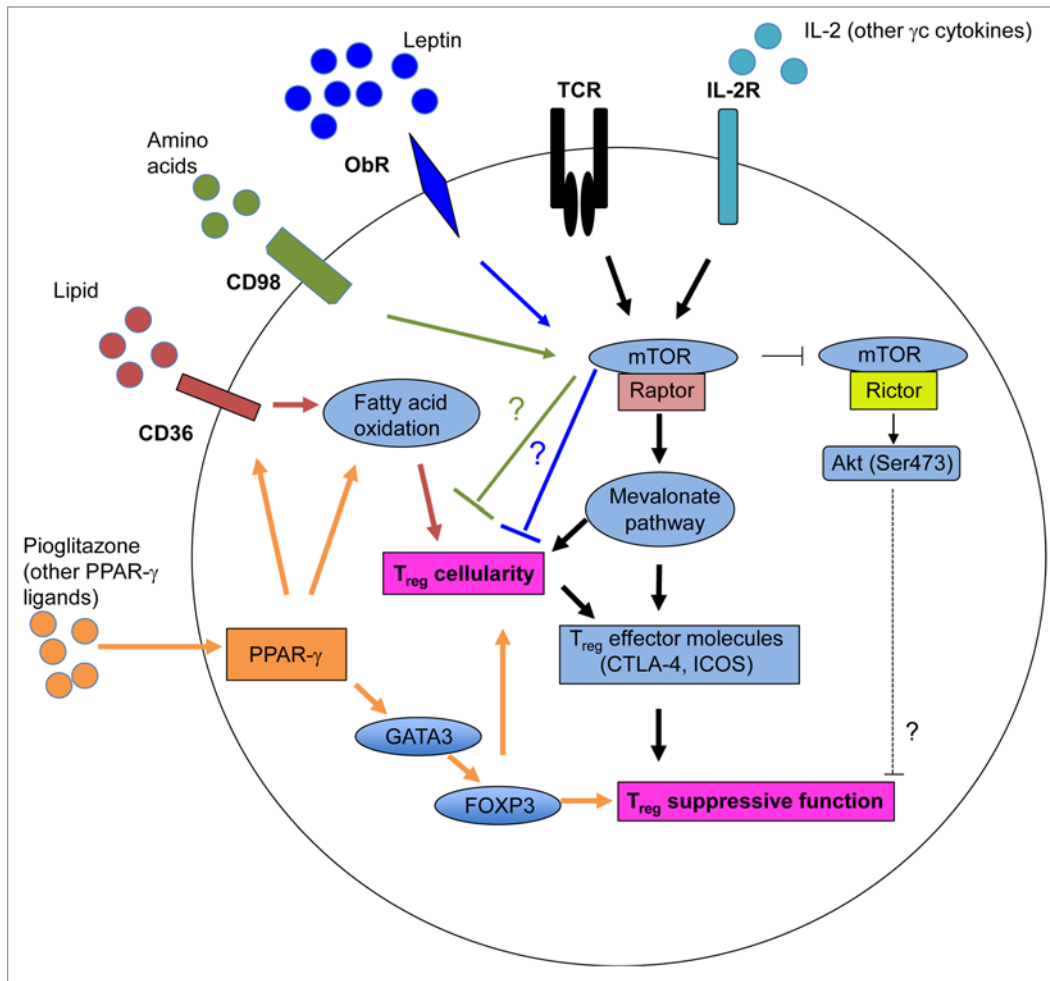 Leptin
IL-2 (other γc cytokines)
TCR
IL-2R
Amino
acids
ObR
CD98
Lipid
mTOR
mTOR
Raptor
Rictor
Fatty acid
oxidation
?
?
CD36
Akt (Ser473)
Mevalonate
pathway
Pioglitazone
(other PPAR-γ
ligands)
Treg cellularity
PPAR-γ
Treg effector molecules
(CTLA-4, ICOS)
GATA3
?
FOXP3
Treg suppressive function